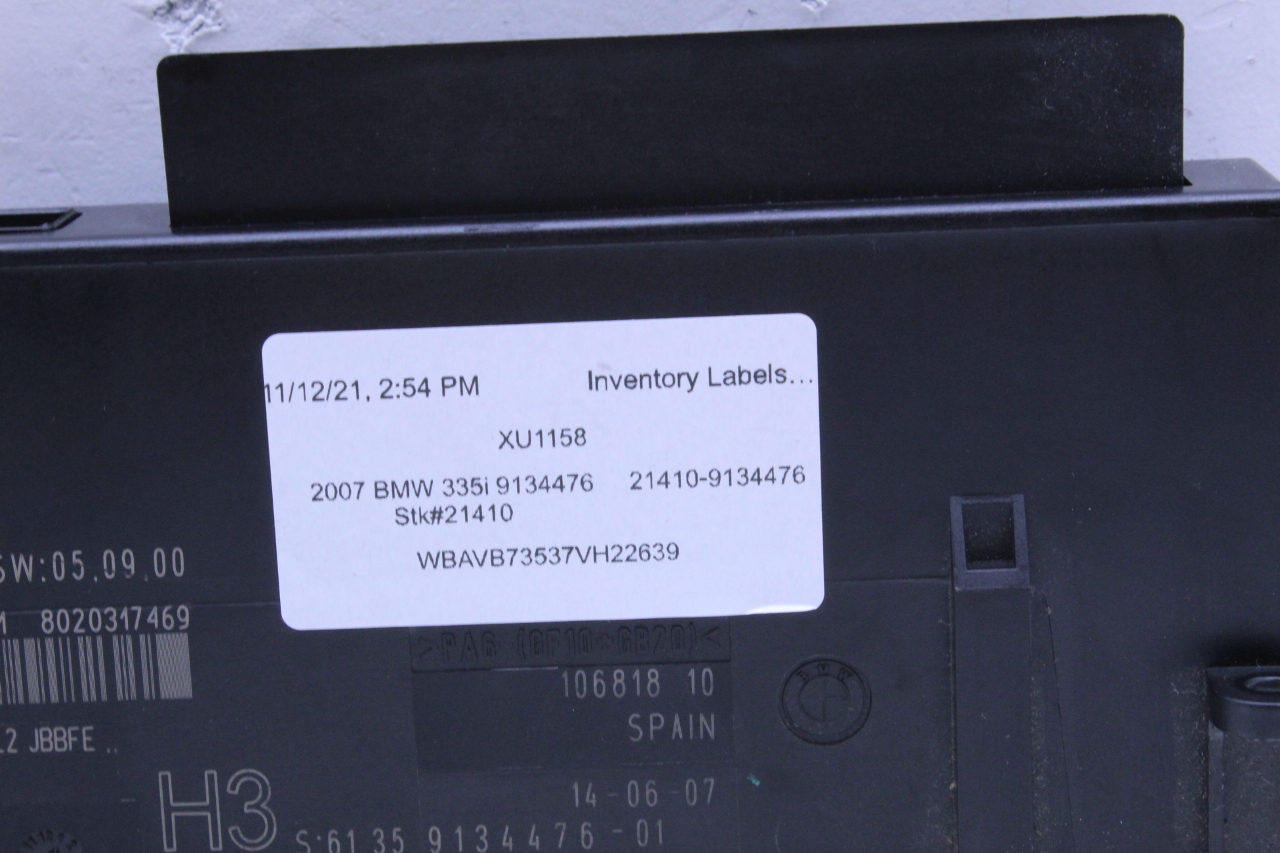 11/12/21, 2:54 PM Inventory Labels...
XU1158
2007 BMW 335i 9134476 21410-9134476
Stk#21410
WBAVB73537VH22639
SW:05.09.00
8020317469
>PA6 (GF10+GB20)<
106818 10
BMW
SPAIN
L2 JBBFE ..
14-06-07
H3
S:61.35 9134476-01